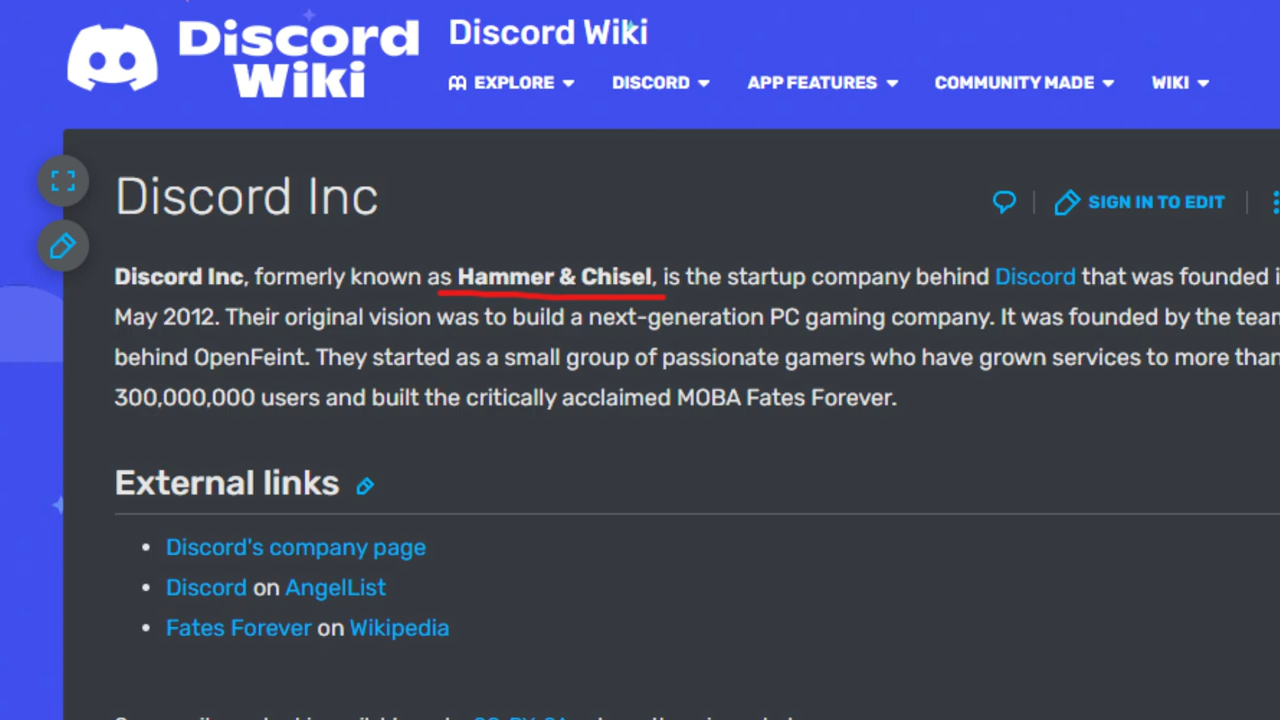 Discord Wiki
Discord
Wiki
EXPLORE DISCORD APP FEATURES COMMUNITY MADE WIKI
Discord Inc
SIGN IN TO EDIT
Discord Inc, formerly known as Hammer & Chisel, is the startup company behind Discord that was founded
May 2012. Their original vision was to build a next-generation PC gaming company. It was founded by the team
behind OpenFeint. They started as a small group of passionate gamers who have grown services to more than
300,000,000 users and built the critically acclaimed MOBA Fates Forever.
External links
• Discord's company page
• Discord on AngelList
• Fates Forever on Wikipedia